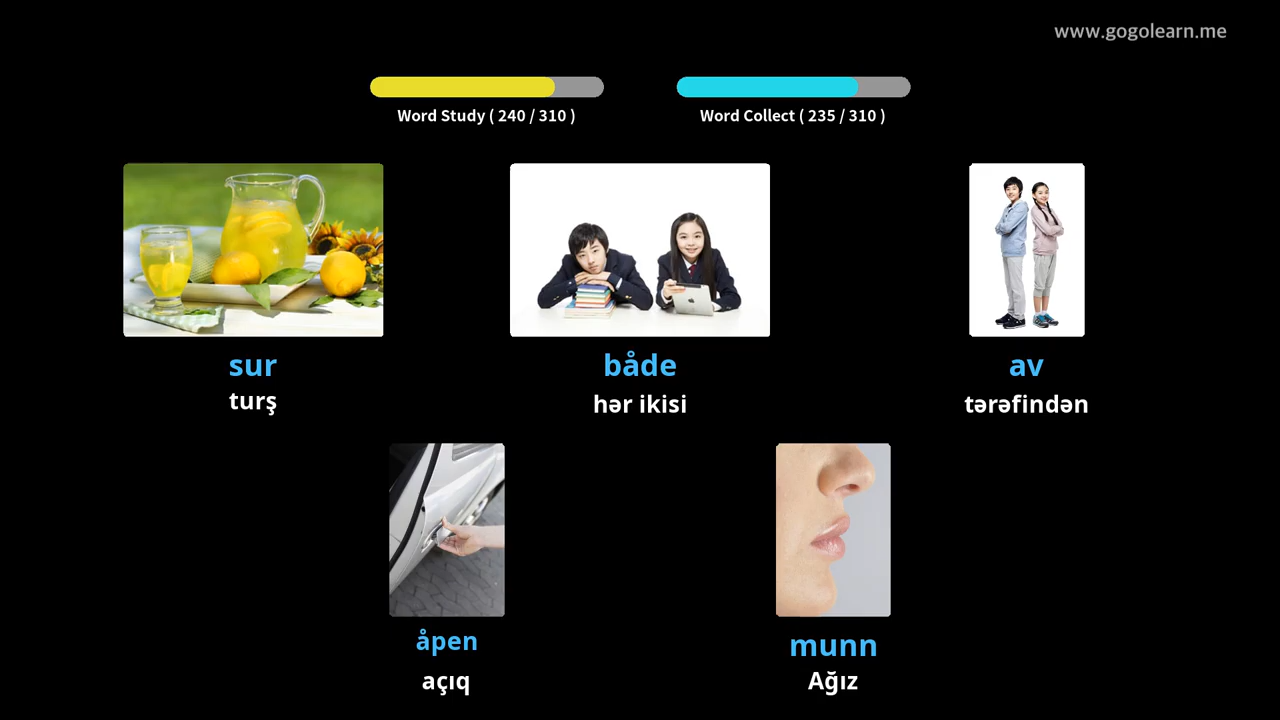 www.gogolearn.me
Word Study ( 240 / 310 )
Word Collect ( 235 / 310 )
sur
turş
både
hər ikisi
av
tərəfindən
åpen
açıq
munn
Ağız